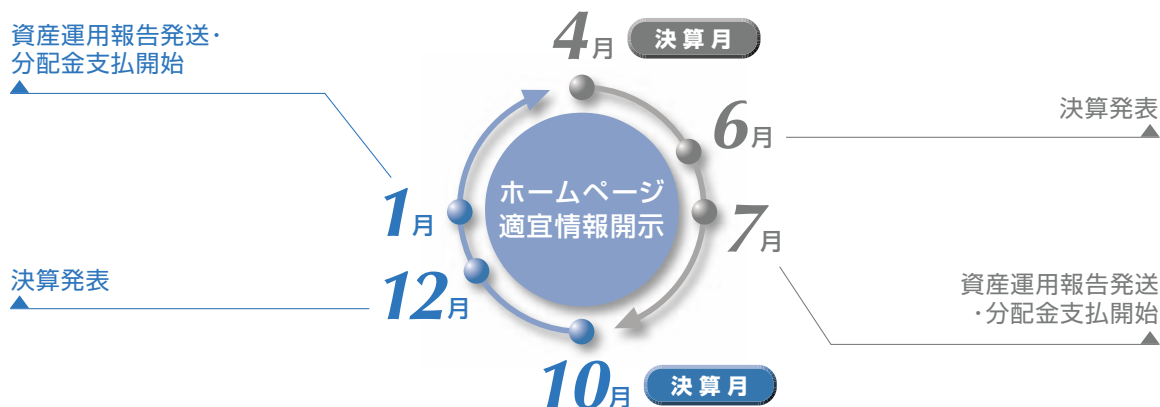 4月 決算月
資産運用報告発送・
分配金支払開始
6月
決算発表
ホームページ
適宜情報開示
1月
7月
決算発表
12月
資産運用報告発送
・分配金支払開始
10月 決算月